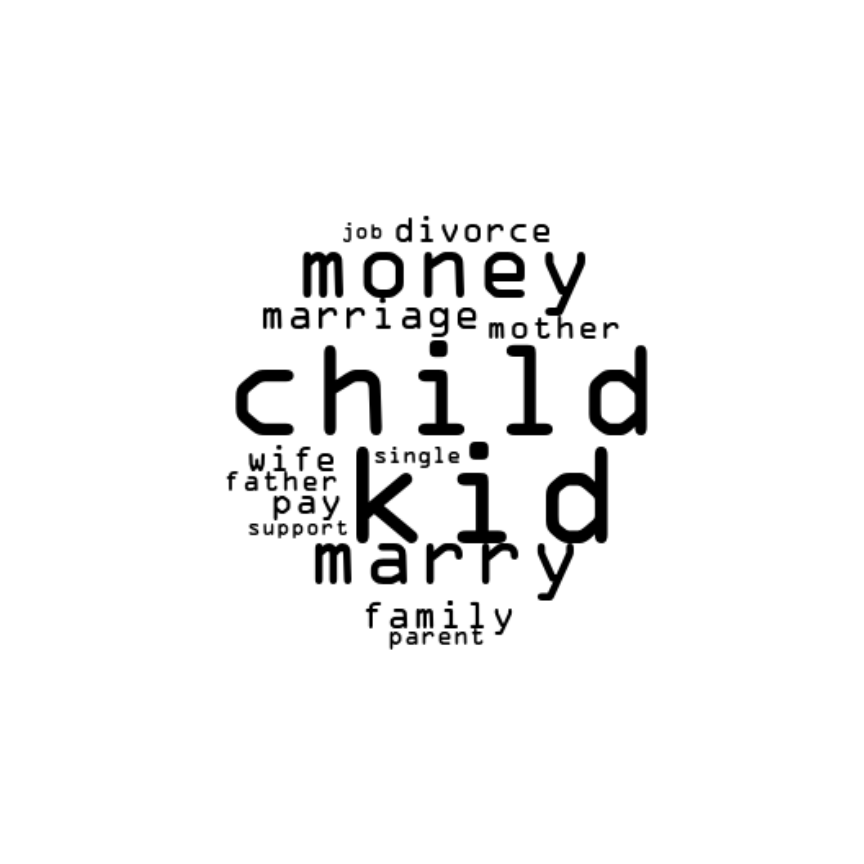 job divorce
money
marriage mother
child
wife single
father
kid
pay
support
marry
family
parent